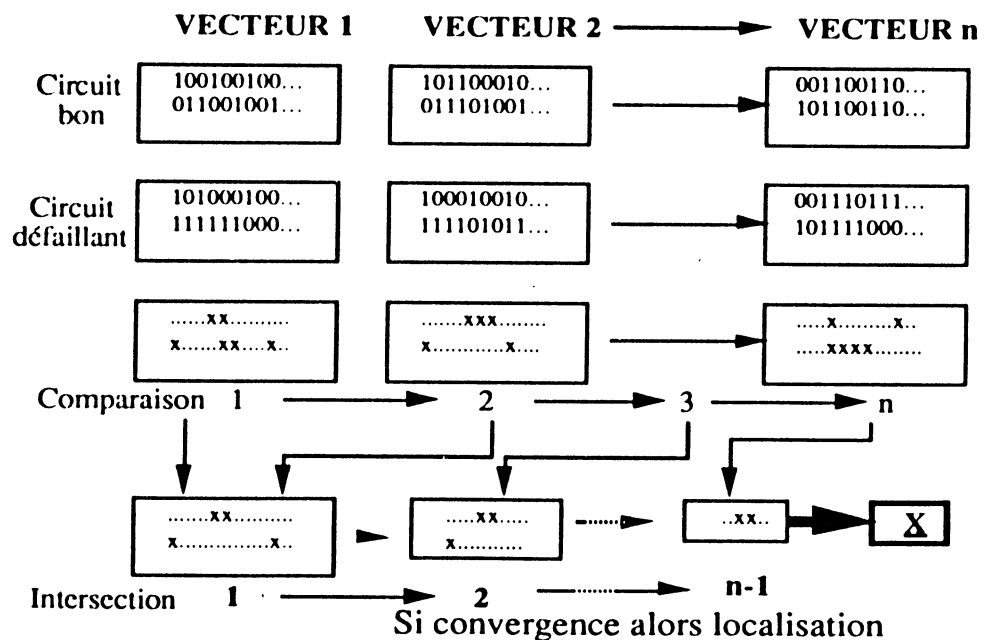 VECTEUR 1 VECTEUR 2 VECTEUR n
Circuit bon
100100100...
011001001...
101100010...
011101001...
001100110...
101100110...
Circuit défaillant
101000100...
111111000...
100010010...
111101011...
001110111...
101111000...
......xx..........
x......xx....x..
.......xxx........
x............x....
.....x.........x..
.....xxxx........
Comparaison 1 2 3 n
.......xx..........
x...............x..
.....xx.....
x...........
..xx..
X
Intersection 1 2 n-1
Si convergence alors localisation